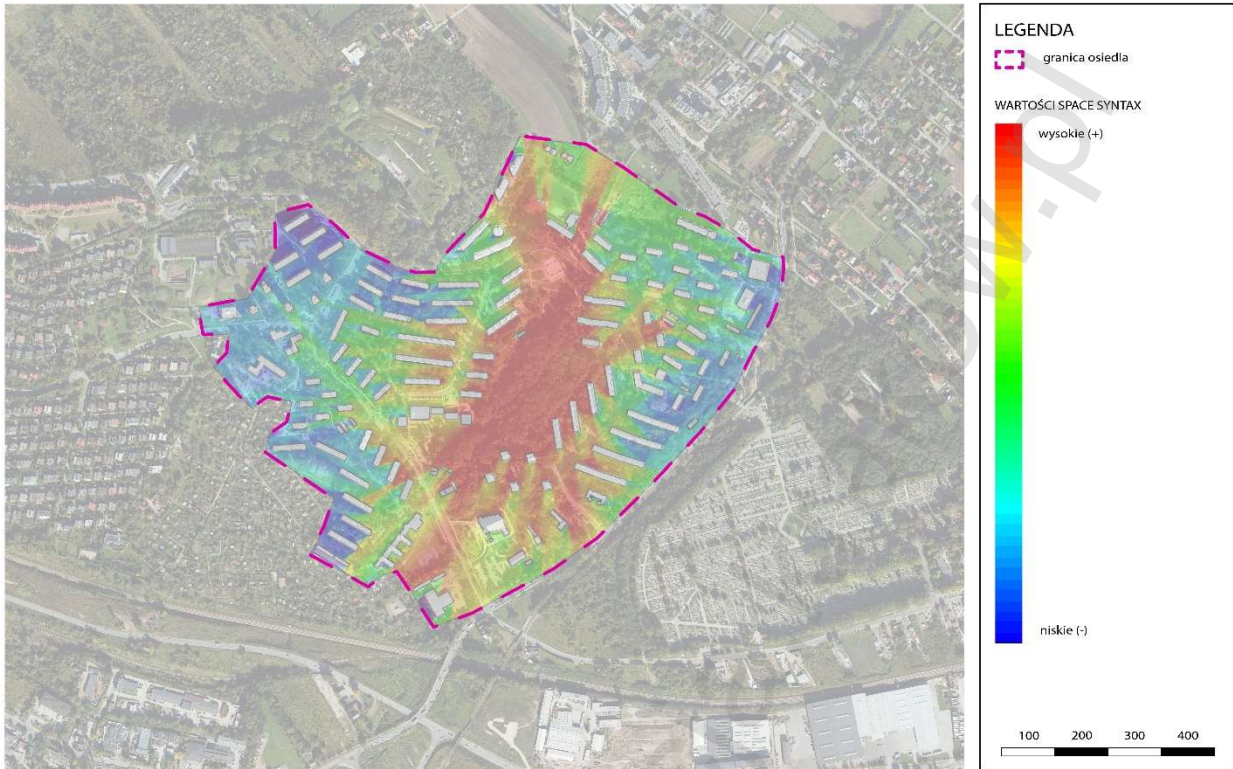 LEGENDA
granica osiedla
WARTOŚCI SPACE SYNTAX
wysokie (+)
niskie (-)
100 200 300 400